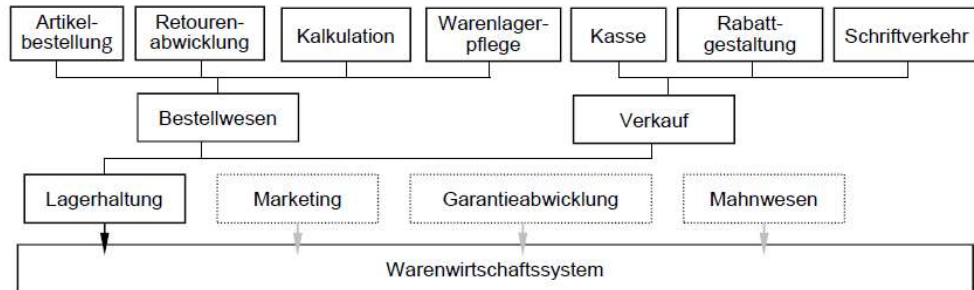 Artikel-
bestellung
Retouren-
abwicklung
Kalkulation
Warenlager-
pflege
Kasse
Rabatt-
gestaltung
Schriftverkehr
Bestellwesen
Verkauf
Lagerhaltung
Marketing
Garantieabwicklung
Mahnwesen
Warenwirtschaftssystem